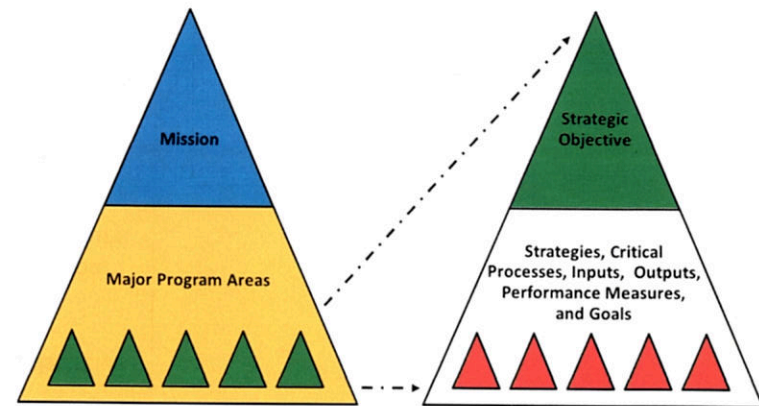 Mission
Major Program Areas
Strategic
Objective
Strategies, Critical
Processes, Inputs, Outputs,
Performance Measures,
and Goals